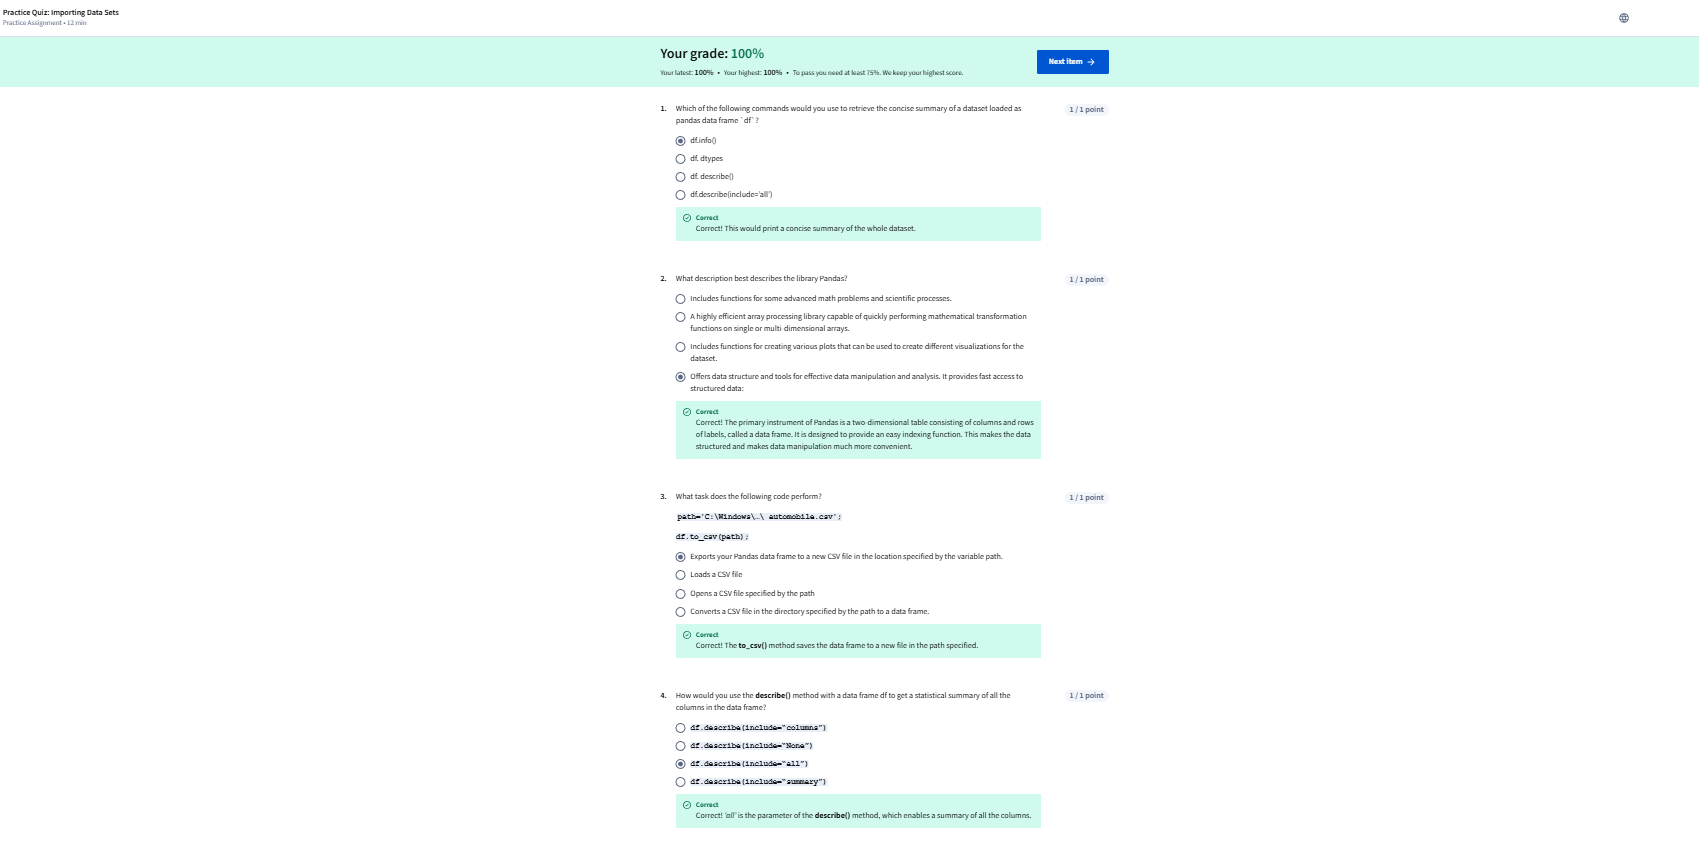 Practice Quiz: Importing Data Sets
Practice Assignment • 12 min
Your grade: 100%
Your latest: 100% • Your highest: 100% • To pass you need at least 75%. We keep your highest score.
Next item →
1. Which of the following commands would you use to retrieve the concise summary of a dataset loaded as
pandas data frame `df`?
1 / 1 point
df.info()
df. dtypes
df. describe()
df.describe(include='all')
Correct
Correct! This would print a concise summary of the whole dataset.
2. What description best describes the library Pandas?
1 / 1 point
Includes functions for some advanced math problems and scientific processes.
A highly efficient array processing library capable of quickly performing mathematical transformation
functions on single or multi-dimensional arrays.
Includes functions for creating various plots that can be used to create different visualizations for the
dataset.
Offers data structure and tools for effective data manipulation and analysis. It provides fast access to
structured data:
Correct
Correct! The primary instrument of Pandas is a two-dimensional table consisting of columns and rows
of labels, called a data frame. It is designed to provide an easy indexing function. This makes the data
structured and makes data manipulation much more convenient.
3. What task does the following code perform?
1 / 1 point
path='C:\Windows\…\ automobile.csv';
df.to_csv(path);
Exports your Pandas data frame to a new CSV file in the location specified by the variable path.
Loads a CSV file
Opens a CSV file specified by the path
Converts a CSV file in the directory specified by the path to a data frame.
Correct
Correct! The to_csv() method saves the data frame to a new file in the path specified.
4. How would you use the describe() method with a data frame df to get a statistical summary of all the
columns in the data frame?
1 / 1 point
df.describe(include="columns")
df.describe(include="None")
df.describe(include="all")
df.describe(include="summary")
Correct
Correct! 'all' is the parameter of the describe() method, which enables a summary of all the columns.